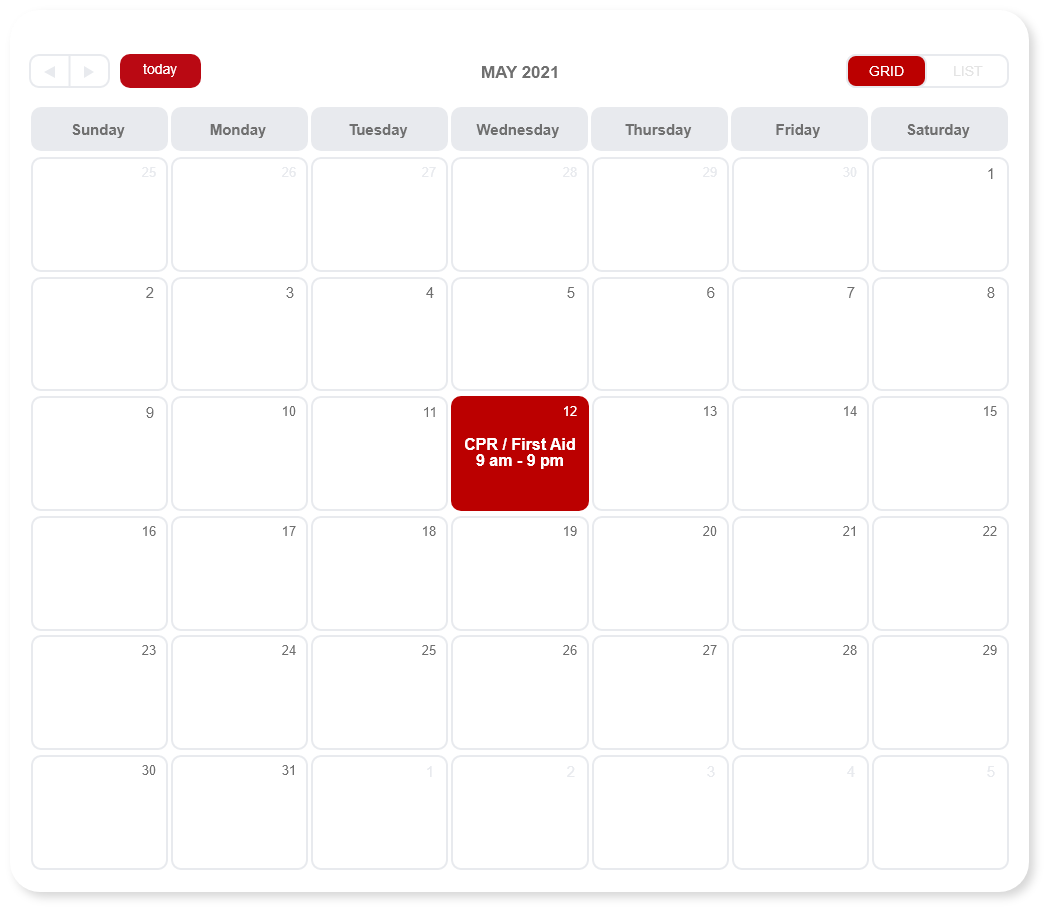 ◀ ▶ today MAY 2021 GRID LIST
Sunday Monday Tuesday Wednesday Thursday Friday Saturday
25 26 27 28 29 30 1
2 3 4 5 6 7 8
9 10 11 12 13 14 15
CPR / First Aid
9 am - 9 pm
16 17 18 19 20 21 22
23 24 25 26 27 28 29
30 31 1 2 3 4 5